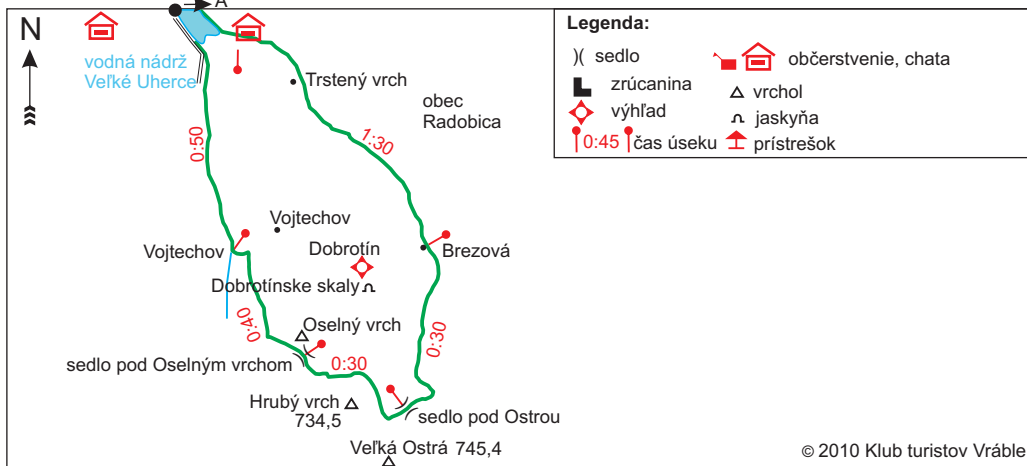 A
N
vodná nádrž
Veľké Uherce
Trstený vrch
obec
Radobica
0:50
1:30
Vojtechov
Vojtechov
Dobrotín
Brezová
Dobrotínske skaly
0:40
Oselný vrch
0:30
sedlo pod Oselným vrchom
0:30
Hrubý vrch
734,5
sedlo pod Ostrou
Veľká Ostrá 745,4
Legenda:
)( sedlo
občerstvenie, chata
zrúcanina
vrchol
výhľad
jaskyňa
0:45 čas úseku
prístrešok
© 2010 Klub turistov Vráble